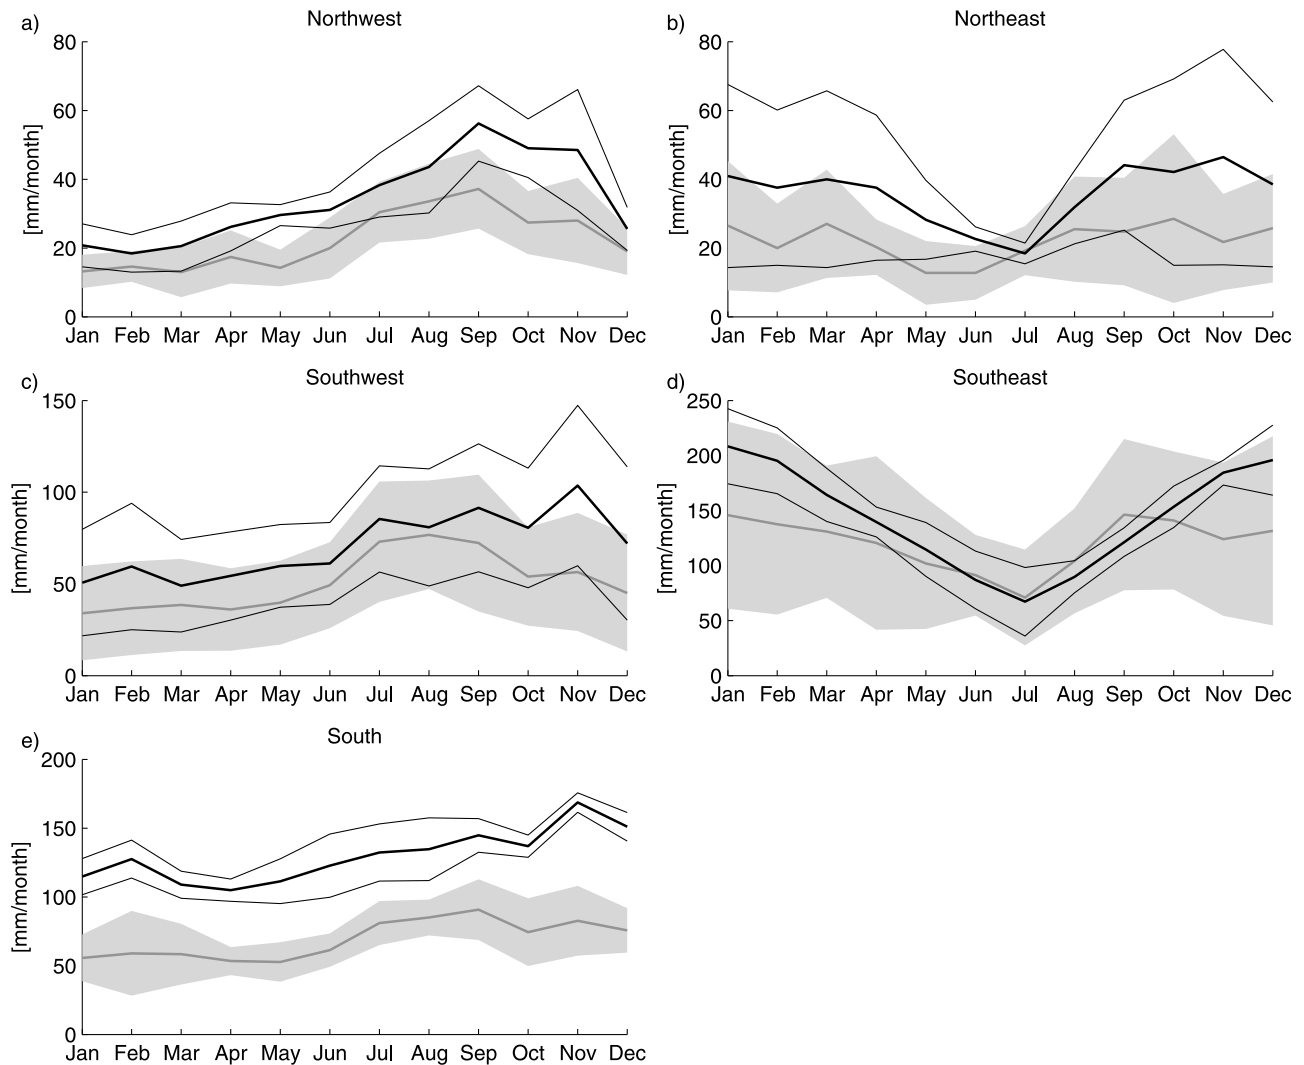 a) Northwest
[mm/month]
80
60
40
20
0
Jan Feb Mar Apr May Jun Jul Aug Sep Oct Nov Dec
b) Northeast
[mm/month]
80
60
40
20
0
Jan Feb Mar Apr May Jun Jul Aug Sep Oct Nov Dec
c) Southwest
[mm/month]
150
100
50
0
Jan Feb Mar Apr May Jun Jul Aug Sep Oct Nov Dec
d) Southeast
[mm/month]
250
200
150
100
50
0
Jan Feb Mar Apr May Jun Jul Aug Sep Oct Nov Dec
e) South
[mm/month]
200
150
100
50
0
Jan Feb Mar Apr May Jun Jul Aug Sep Oct Nov Dec